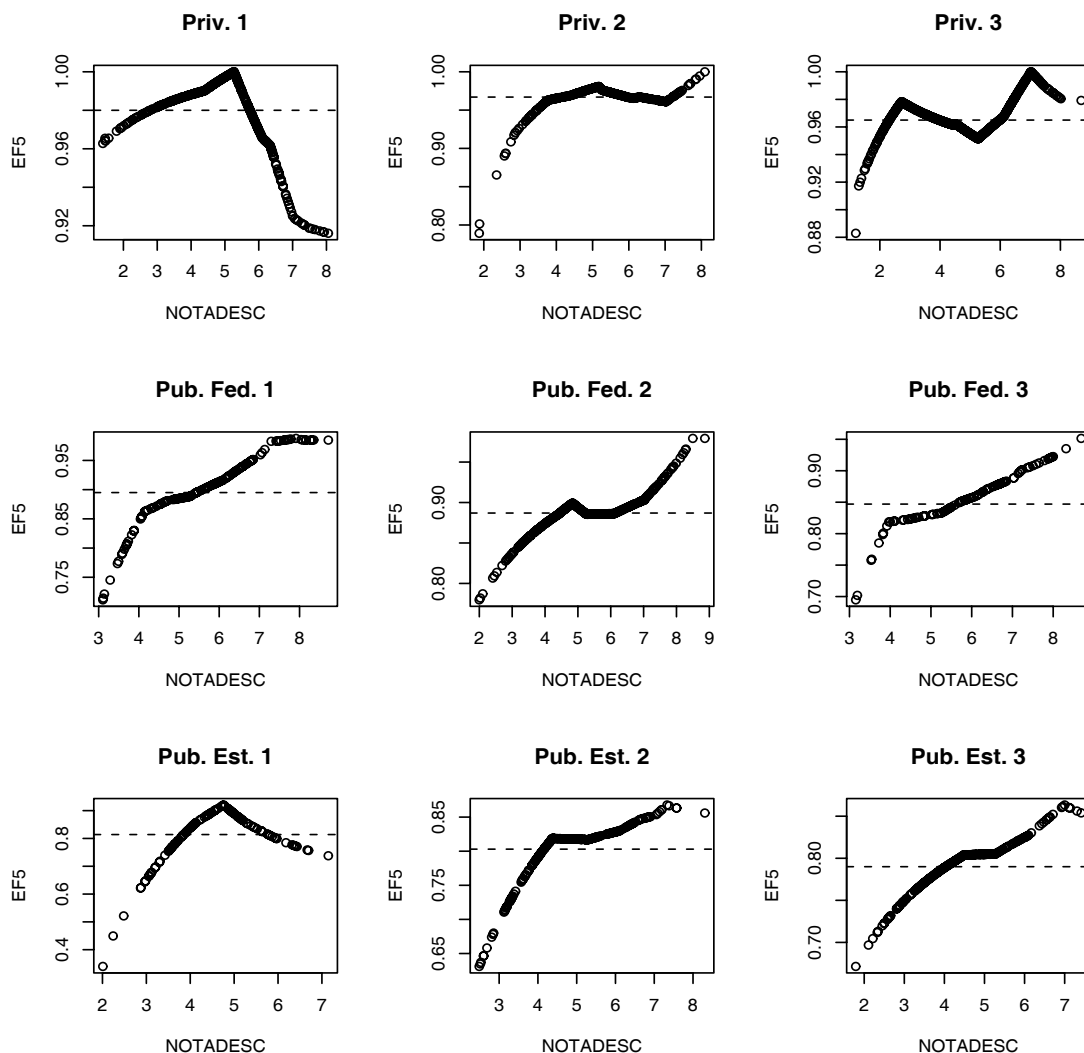 Priv. 1 Priv. 2 Priv. 3
EF5 0.92 0.96 1.00
EF5 0.80 0.90 1.00
EF5 0.88 0.92 0.96 1.00
2 3 4 5 6 7 8
2 3 4 5 6 7 8
2 4 6 8
NOTADESC NOTADESC NOTADESC
Pub. Fed. 1 Pub. Fed. 2 Pub. Fed. 3
EF5 0.75 0.85 0.95
EF5 0.80 0.90
EF5 0.70 0.80 0.90
3 4 5 6 7 8
2 3 4 5 6 7 8 9
3 4 5 6 7 8
NOTADESC NOTADESC NOTADESC
Pub. Est. 1 Pub. Est. 2 Pub. Est. 3
EF5 0.4 0.6 0.8
EF5 0.65 0.75 0.85
EF5 0.70 0.80
2 3 4 5 6 7
3 4 5 6 7 8
2 3 4 5 6 7
NOTADESC NOTADESC NOTADESC